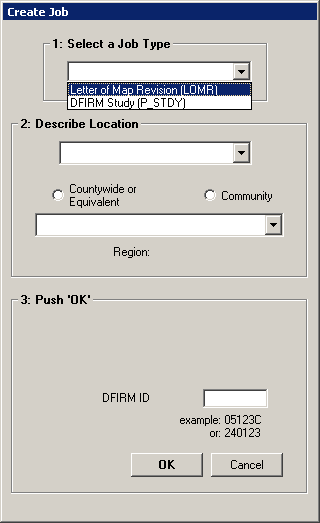 Create Job
1: Select a Job Type
Letter of Map Revision (LOMR)
DFIRM Study (P_STDY)
2: Describe Location
Countywide or
Equivalent
Community
Region:
3: Push 'OK'
DFIRM ID
example: 05123C
or: 240123
OK
Cancel